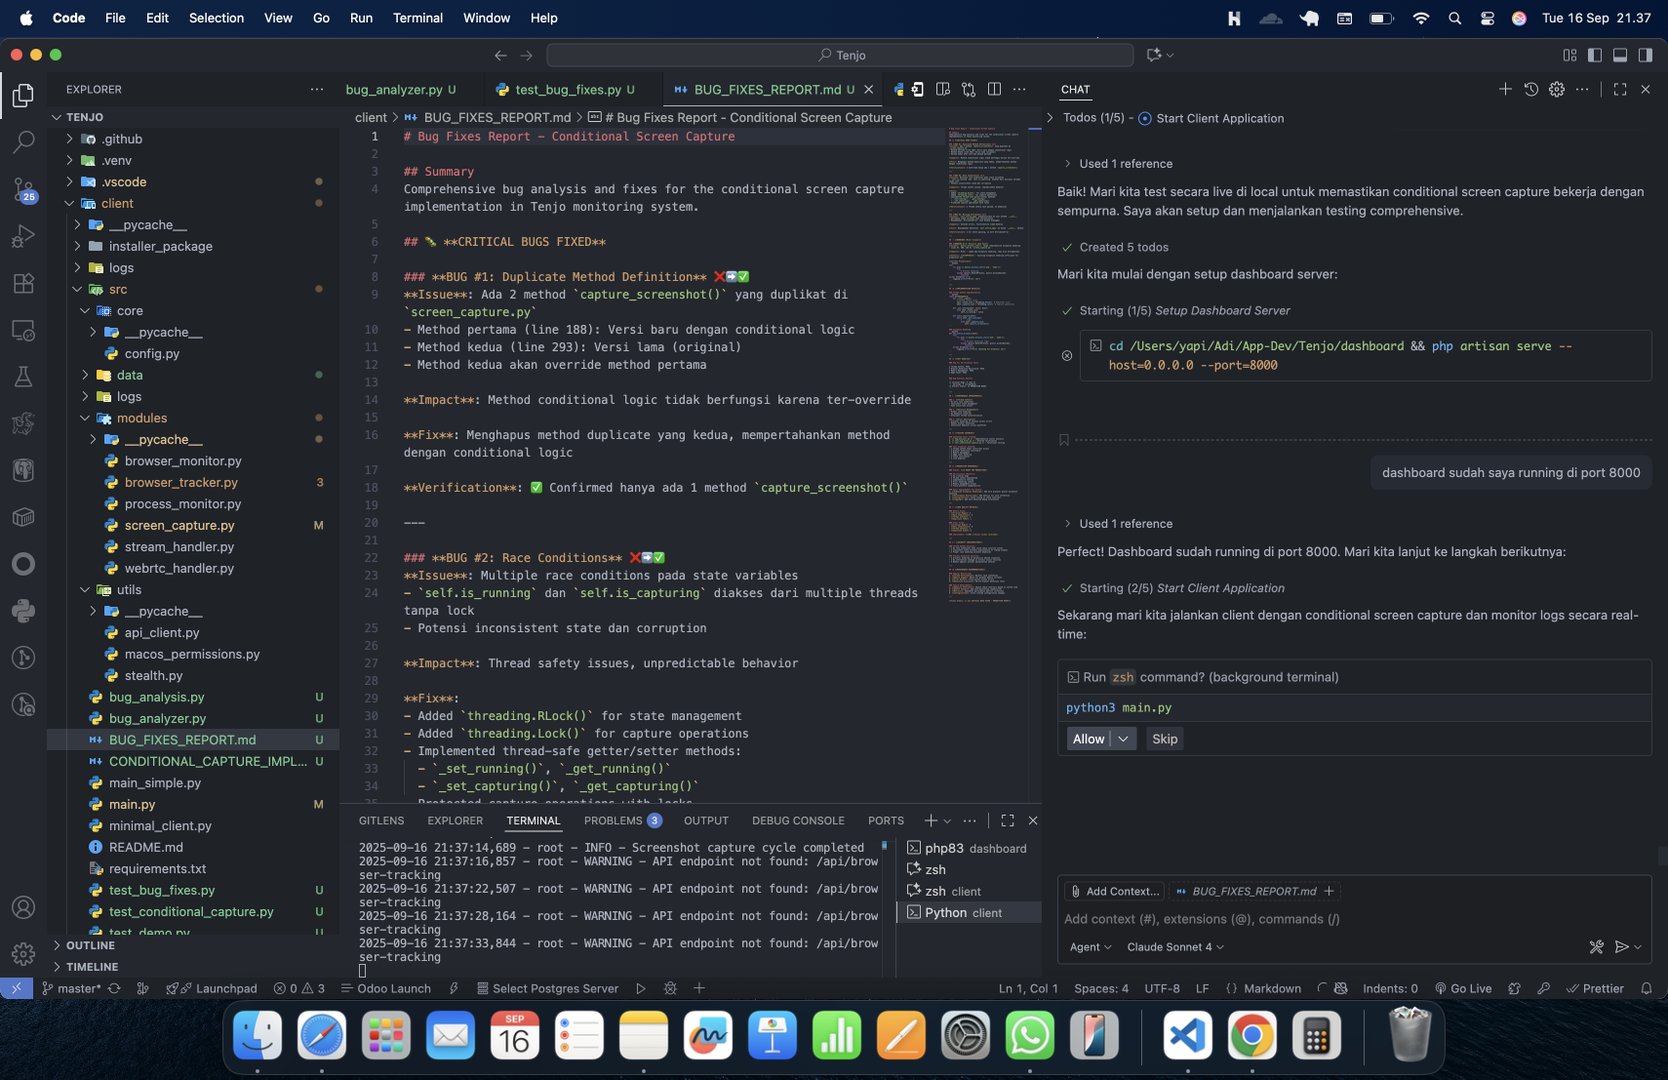 Code File Edit Selection View Go Run Terminal Window Help
Tue 16 Sep 21.37
Tenjo
EXPLORER
TENJO
.github
.venv
.vscode
client
__pycache__
installer_package
logs
src
core
__pycache__
config.py
data
logs
modules
__pycache__
browser_monitor.py
browser_tracker.py 3
process_monitor.py
screen_capture.py M
stream_handler.py
webrtc_handler.py
utils
__pycache__
api_client.py
macos_permissions.py
stealth.py
bug_analysis.py U
bug_analyzer.py U
BUG_FIXES_REPORT.md U
CONDITIONAL_CAPTURE_IMPL... U
main_simple.py
main.py M
minimal_client.py
README.md
requirements.txt
test_bug_fixes.py U
test_conditional_capture.py U
test_demo.py U
OUTLINE
TIMELINE
25
bug_analyzer.py U test_bug_fixes.py U BUG_FIXES_REPORT.md U
client > BUG_FIXES_REPORT.md > # Bug Fixes Report - Conditional Screen Capture
1 # Bug Fixes Report - Conditional Screen Capture
2
3 ## Summary
4 Comprehensive bug analysis and fixes for the conditional screen capture
implementation in Tenjo monitoring system.
5
6 ## 🐛 **CRITICAL BUGS FIXED**
7
8 ### **BUG #1: Duplicate Method Definition** ❌➡️✅
9 **Issue**: Ada 2 method `capture_screenshot()` yang duplikat di
`screen_capture.py`
10 - Method pertama (line 188): Versi baru dengan conditional logic
11 - Method kedua (line 293): Versi lama (original)
12 - Method kedua akan override method pertama
13
14 **Impact**: Method conditional logic tidak berfungsi karena ter-override
15
16 **Fix**: Menghapus method duplicate yang kedua, mempertahankan method
dengan conditional logic
17
18 **Verification**: ✅ Confirmed hanya ada 1 method `capture_screenshot()`
19
20 ---
21
22 ### **BUG #2: Race Conditions** ❌➡️✅
23 **Issue**: Multiple race conditions pada state variables
24 - `self.is_running` dan `self.is_capturing` diakses dari multiple threads
tanpa lock
25 - Potensi inconsistent state dan corruption
26
27 **Impact**: Thread safety issues, unpredictable behavior
28
29 **Fix**:
30 - Added `threading.RLock()` for state management
31 - Added `threading.Lock()` for capture operations
32 - Implemented thread-safe getter/setter methods:
33 - `_set_running()`, `_get_running()`
34 - `_set_capturing()`, `_get_capturing()`
35 - Protected capture operations with locks
GITLENS EXPLORER TERMINAL PROBLEMS 3 OUTPUT DEBUG CONSOLE PORTS
2025-09-16 21:37:14,689 - root - INFO - Screenshot capture cycle completed
2025-09-16 21:37:16,857 - root - WARNING - API endpoint not found: /api/brow
ser-tracking
2025-09-16 21:37:22,507 - root - WARNING - API endpoint not found: /api/brow
ser-tracking
2025-09-16 21:37:28,164 - root - WARNING - API endpoint not found: /api/brow
ser-tracking
2025-09-16 21:37:33,844 - root - WARNING - API endpoint not found: /api/brow
ser-tracking
php83 dashboard
zsh
zsh client
Python client
CHAT
Todos (1/5) - Start Client Application
Used 1 reference
Baik! Mari kita test secara live di local untuk memastikan conditional screen capture bekerja dengan
sempurna. Saya akan setup dan menjalankan testing comprehensive.
Created 5 todos
Mari kita mulai dengan setup dashboard server:
Starting (1/5) Setup Dashboard Server
cd /Users/yapi/Adi/App-Dev/Tenjo/dashboard && php artisan serve --
host=0.0.0.0 --port=8000
dashboard sudah saya running di port 8000
Used 1 reference
Perfect! Dashboard sudah running di port 8000. Mari kita lanjut ke langkah berikutnya:
Starting (2/5) Start Client Application
Sekarang mari kita jalankan client dengan conditional screen capture dan monitor logs secara real-
time:
Run zsh command? (background terminal)
python3 main.py
Allow Skip
Add Context... BUG_FIXES_REPORT.md
Add context (#), extensions (@), commands (/)
Agent Claude Sonnet 4
master* Launchpad 0 3 Odoo Launch Select Postgres Server Ln 1, Col 1 Spaces: 4 UTF-8 LF {} Markdown Indents: 0 Go Live Prettier
SEP
16